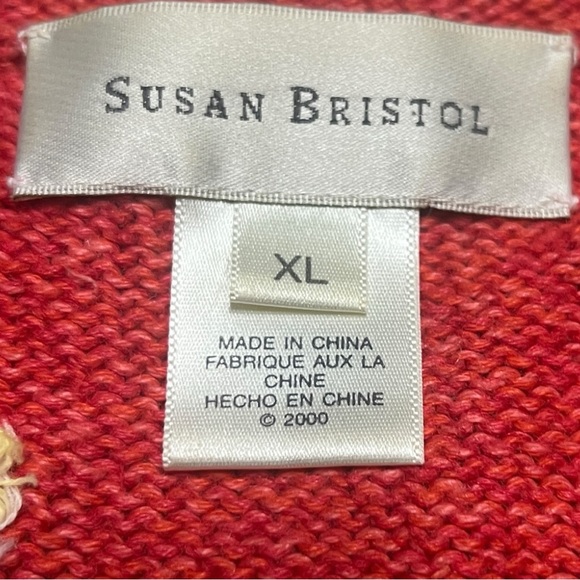 SUSAN BRISTOL
XL
MADE IN CHINA
FABRIQUE AUX LA
CHINE
HECHO EN CHINE
© 2000